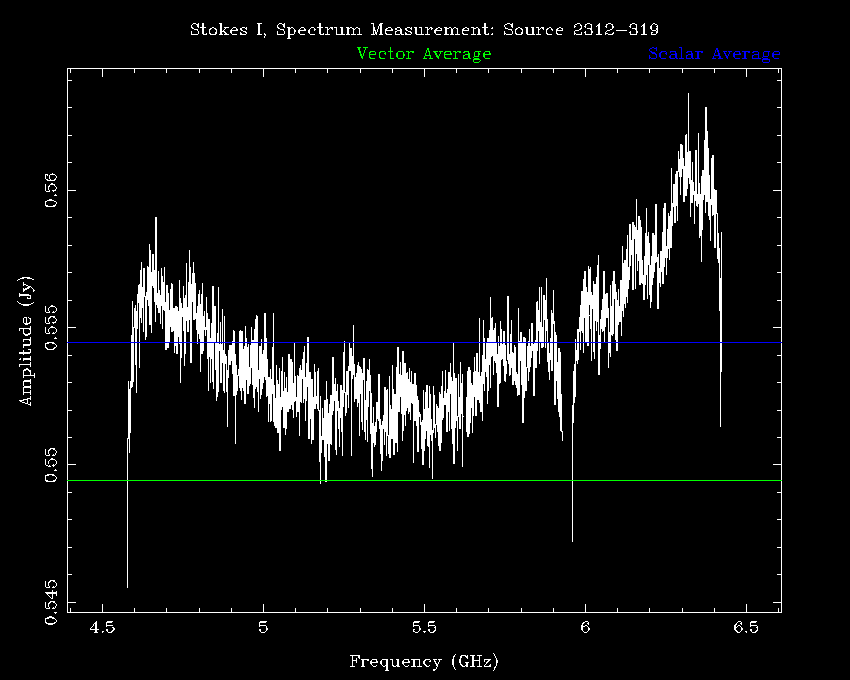 Stokes I, Spectrum Measurement: Source 2312−319
Vector Average Scalar Average
0.56
0.555
0.55
0.545
Amplitude (Jy)
4.5 5 5.5 6 6.5
Frequency (GHz)